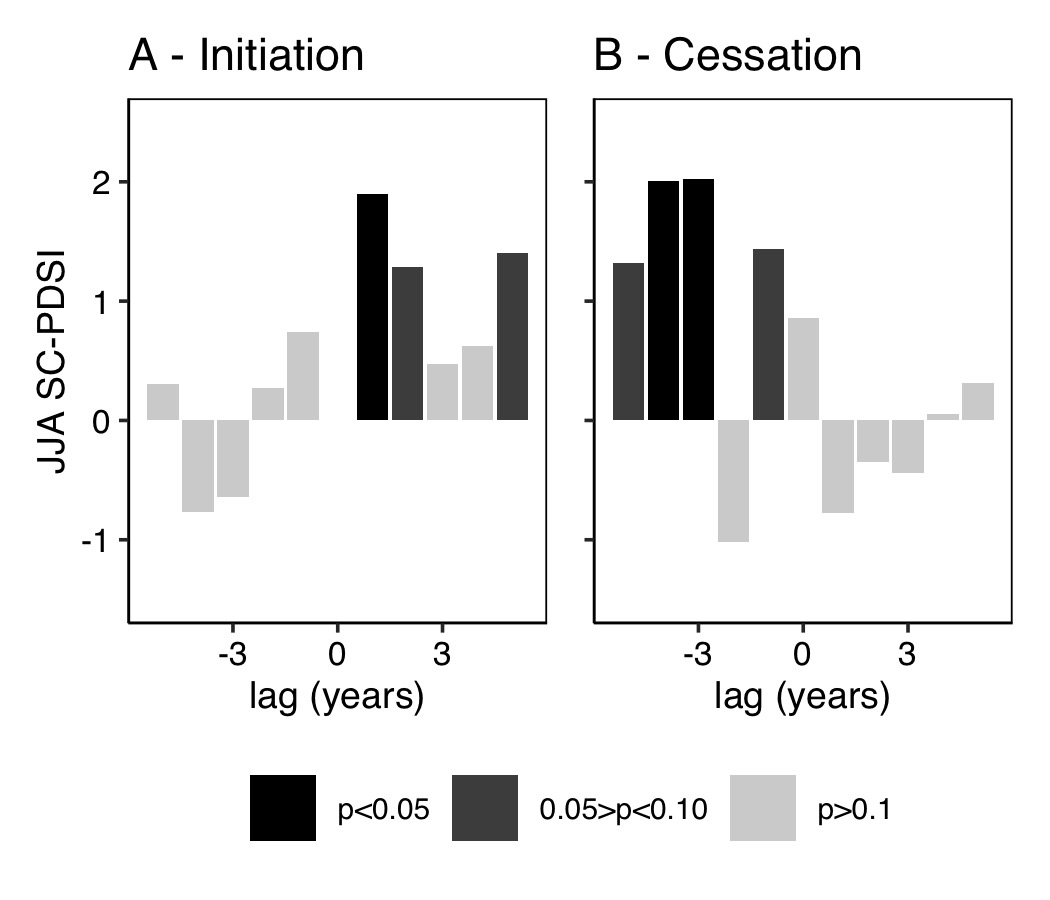 A - Initiation
B - Cessation
JJA SC-PDSI
2
1
0
-1
-3 0 3
-3 0 3
lag (years)
lag (years)
p<0.05
0.05>p<0.10
p>0.1